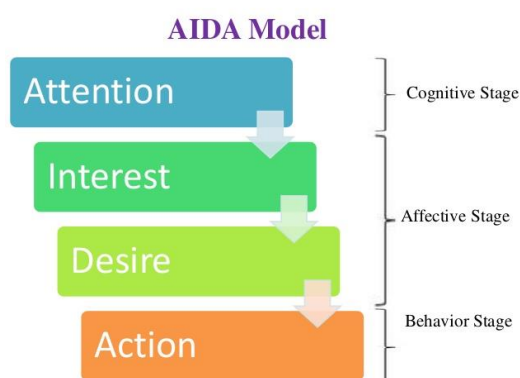 AIDA Model
Attention
Cognitive Stage
Interest
Affective Stage
Desire
Behavior Stage
Action